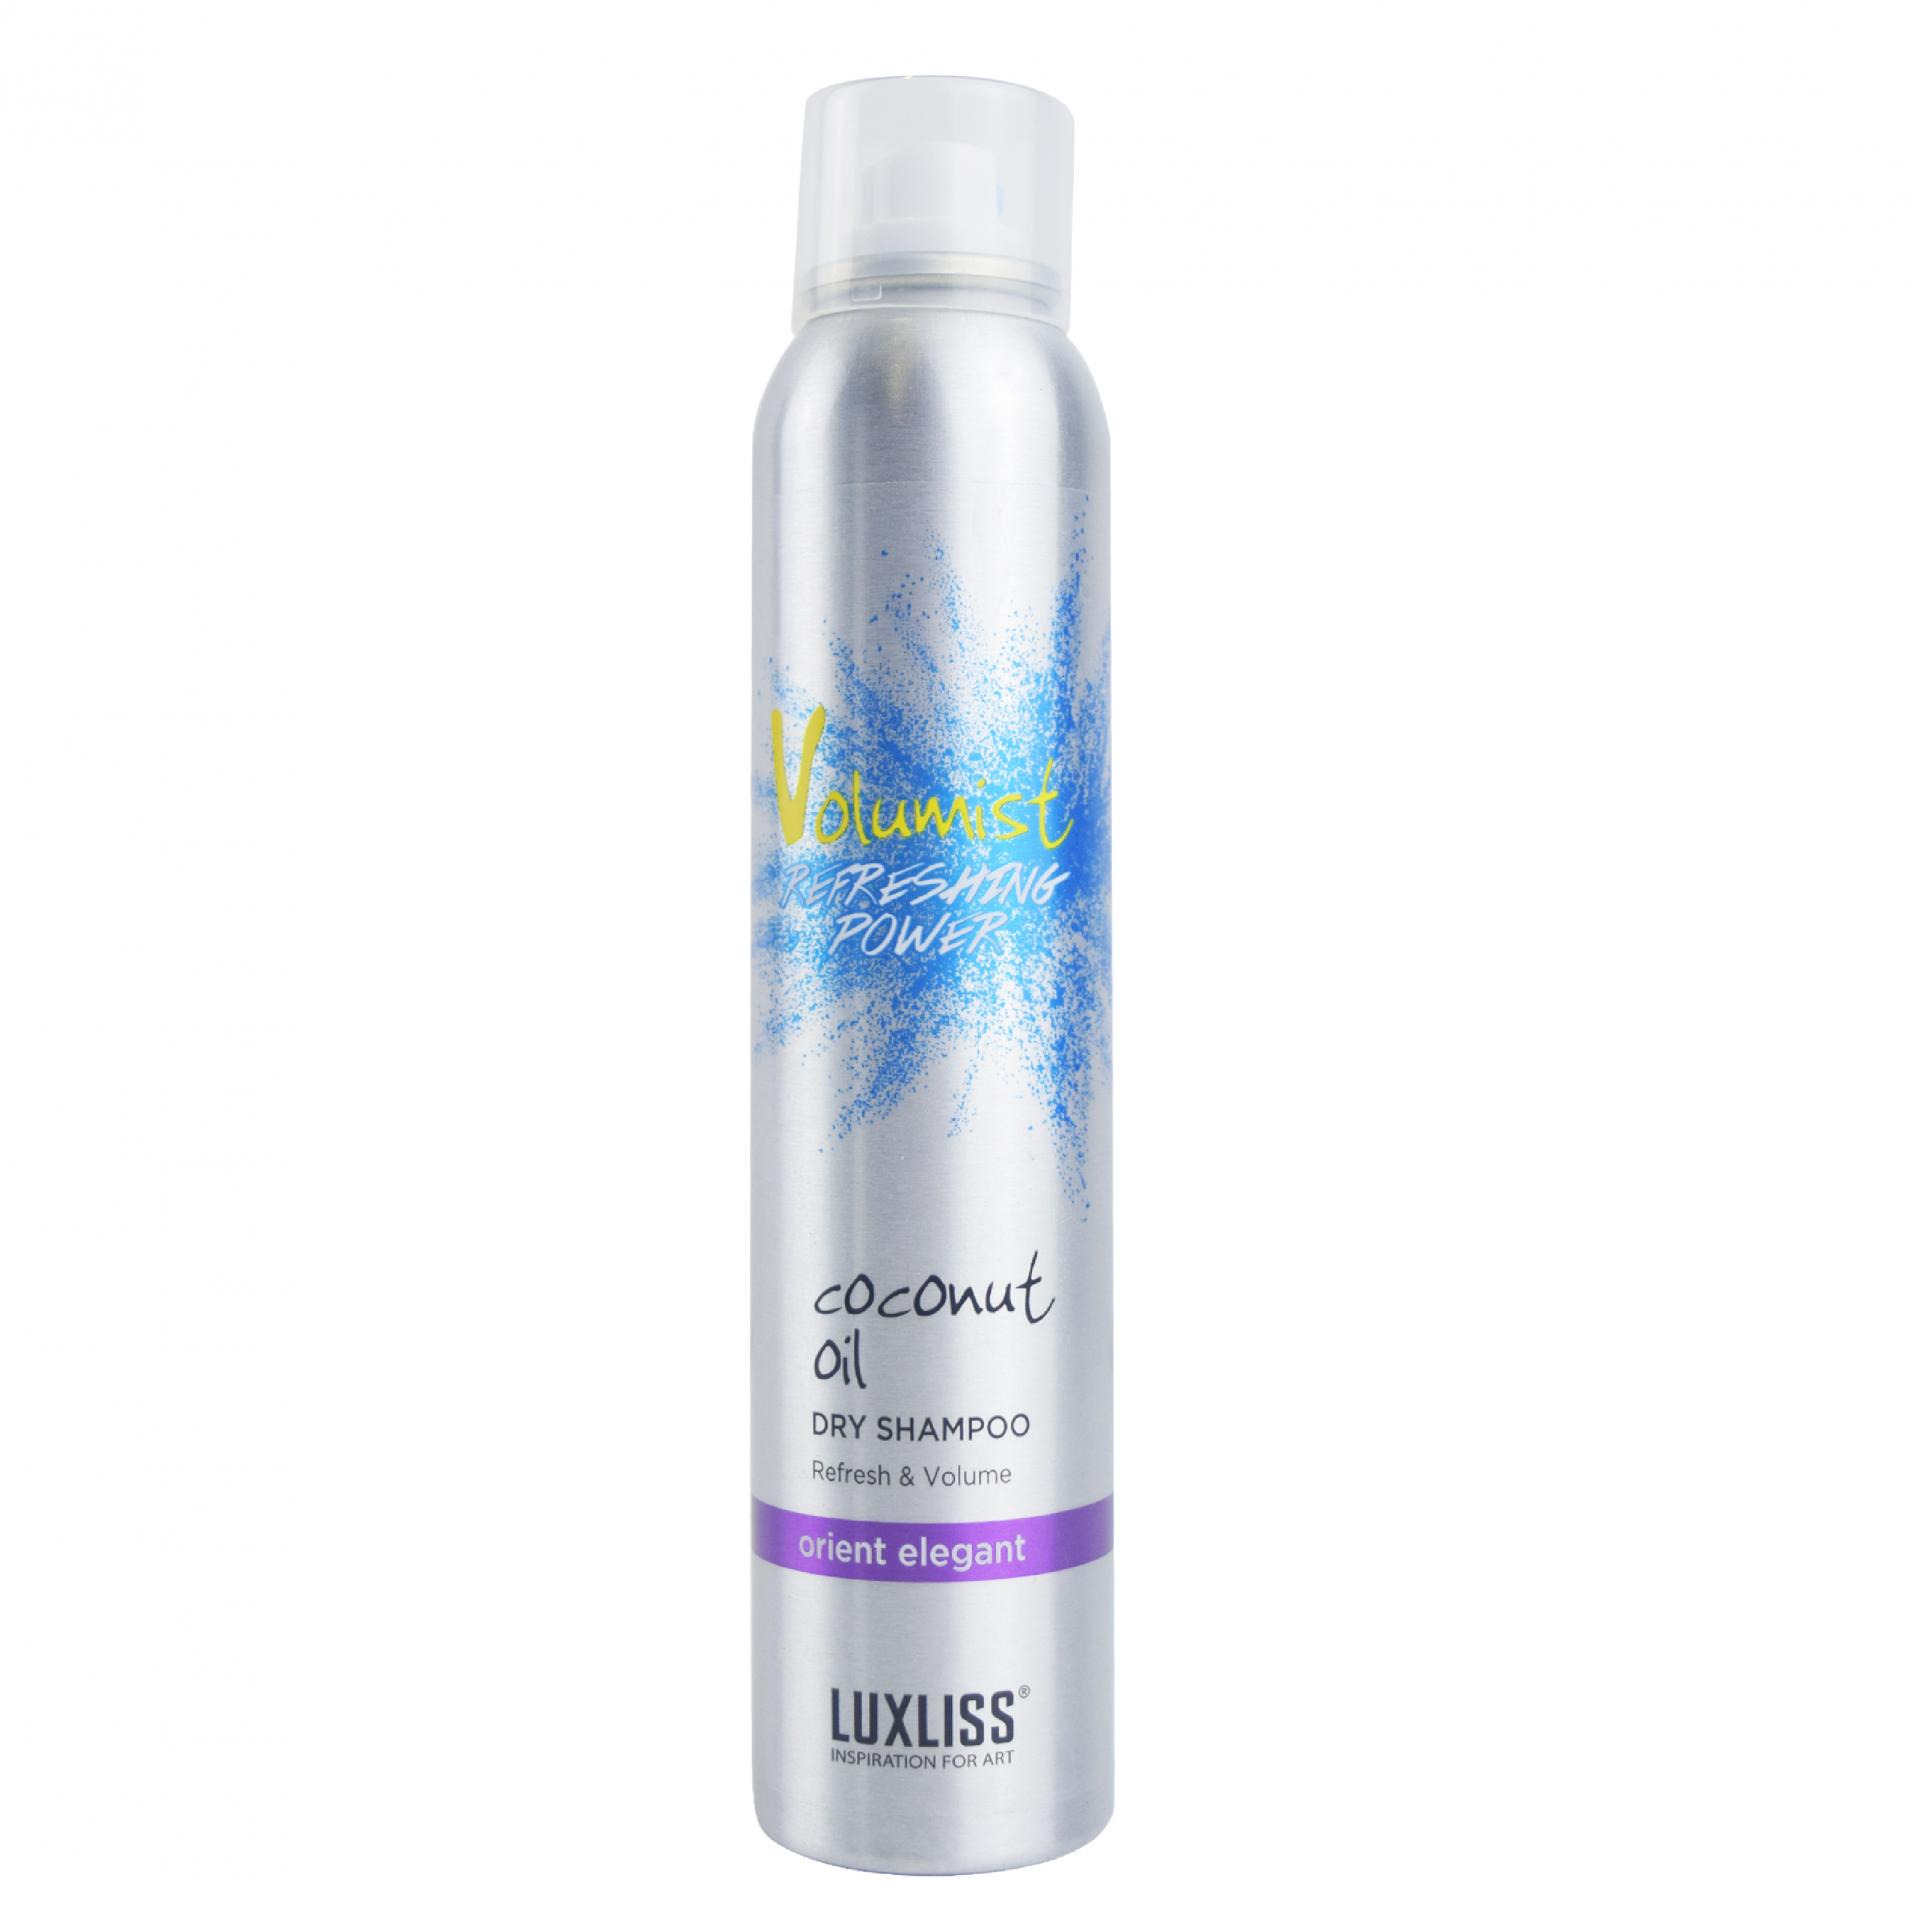 Volumist
REFRESHING
POWER
coconut
oil
DRY SHAMPOO
Refresh & Volume
orient elegant
LUXLISS®
INSPIRATION FOR ART